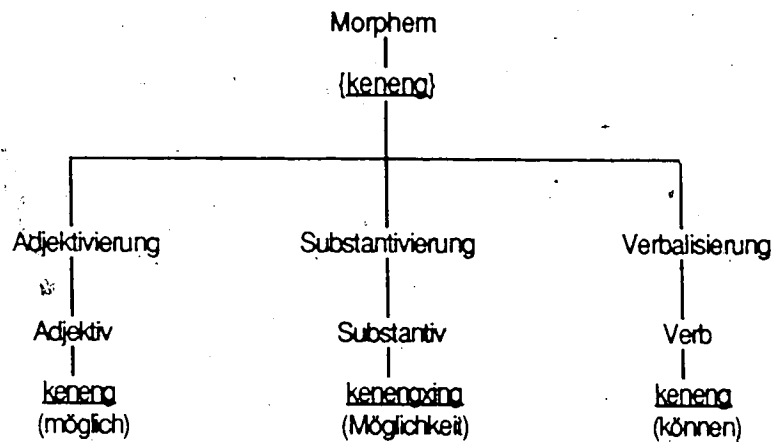 Morphem
{keneng}
Adjektivierung Substantivierung Verbalisierung
Adjektiv Substantiv Verb
keneng kenengxing keneng
(möglich) (Möglichkeit) (können)